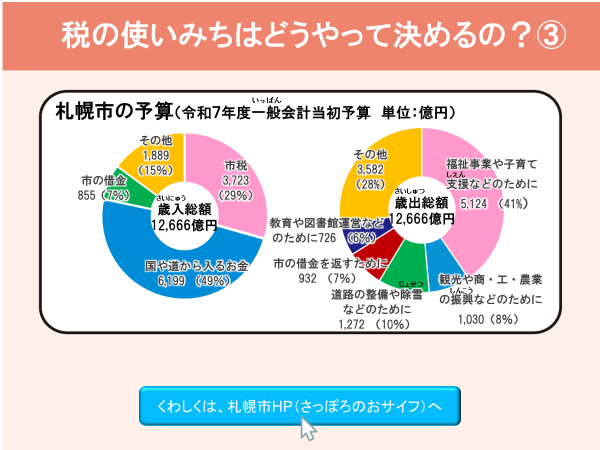 税の使いみちはどうやって決めるの？③
いっぱん
札幌市の予算（令和7年度一般会計当初予算 単位：億円）
その他
1,889
（15%）
市税
3,723
（29%）
市の借金
855（7%）
さいにゅう
歳入総額
12,666億円
国や道から入るお金
6,199 （49%）
その他
3,582
（28%）
福祉事業や子育て
しえん
支援などのために
5,124 （41%）
さいしゅつ
歳出総額
12,666億円
教育や図書館運営など
のために726 （6%）
市の借金を返すために
932 （7%）
じょせつ
道路の整備や除雪
などのために
1,272 （10%）
観光や商・工・農業
しんこう
の振興などのために
1,030（8%）
くわしくは、札幌市HP（さっぽろのおサイフ）へ